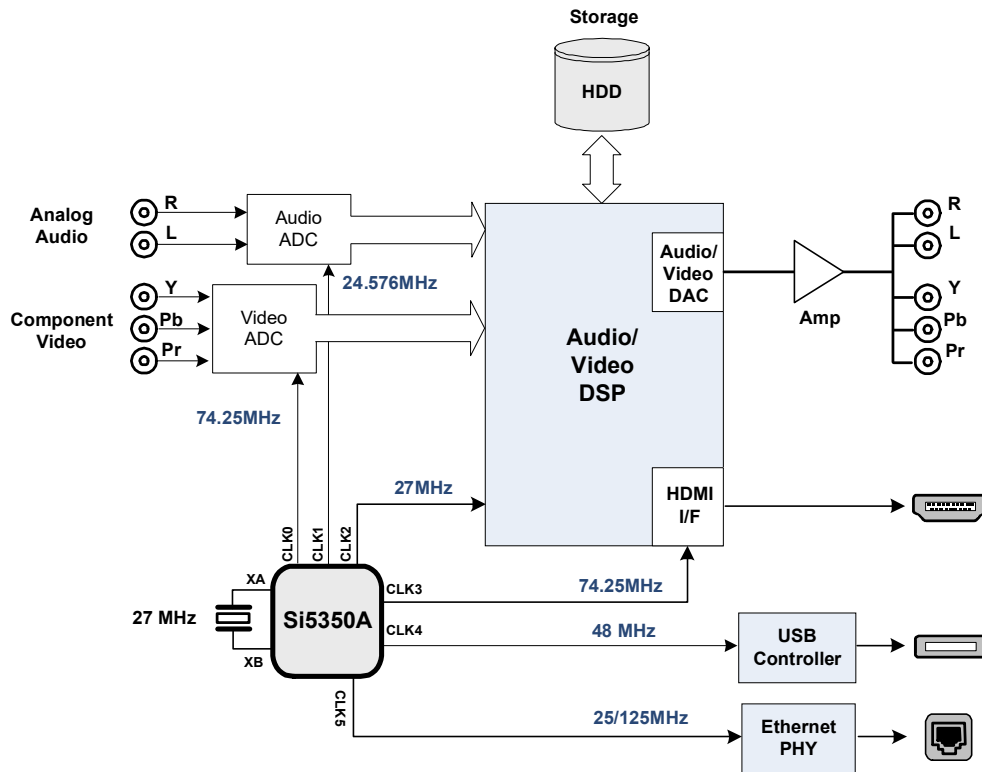 Storage
HDD
Analog
Audio
R
L
Audio
ADC
24.576MHz
Component
Video
Y
Pb
Pr
Video
ADC
74.25MHz
Audio/
Video
DSP
Audio/
Video
DAC
Amp
R
L
Y
Pb
Pr
27MHz
HDMI
I/F
CLK0
CLK1
CLK2
XA
27 MHz
XB
Si5350A
CLK3
74.25MHz
CLK4
48 MHz
USB
Controller
CLK5
25/125MHz
Ethernet
PHY